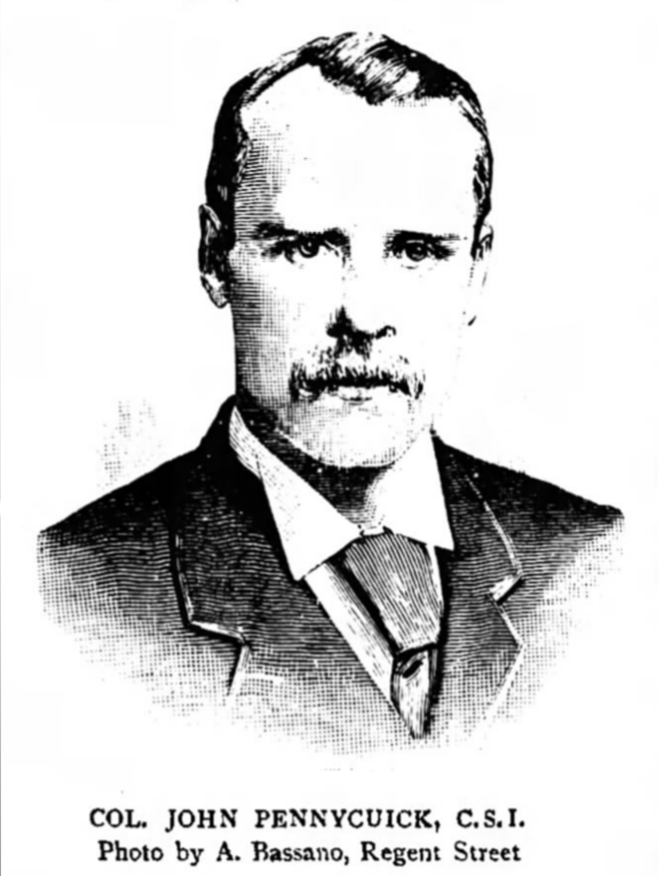 COL. JOHN PENNYCUICK, C.S.I.
Photo by A. Bassano, Regent Street